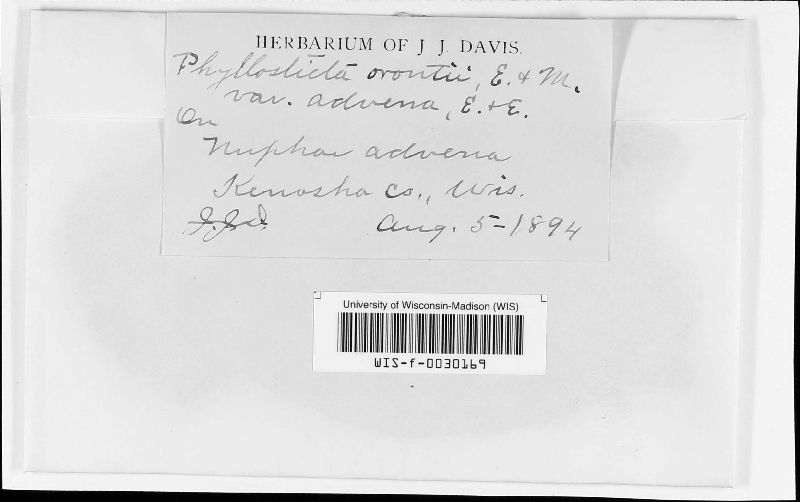 HERBARIUM OF J J. DAVIS.
Phyllosticta orontii, E. & M.
var. advena, E. & E.
On
Nuphar advena
Kenosha co., Wis.
J.J.D. Aug. 5-1894
University of Wisconsin-Madison (WIS)
WIS-f-0030169